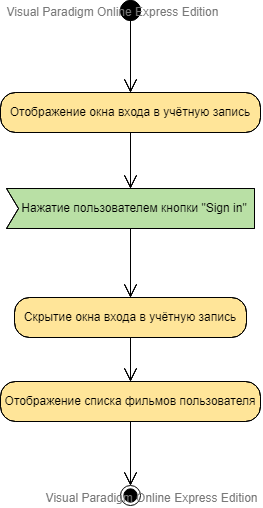 Visual Paradigm Online Express Edition
Отображение окна входа в учётную запись
Нажатие пользователем кнопки "Sign in"
Скрытие окна входа в учётную запись
Отображение списка фильмов пользователя
Visual Paradigm Online Express Edition